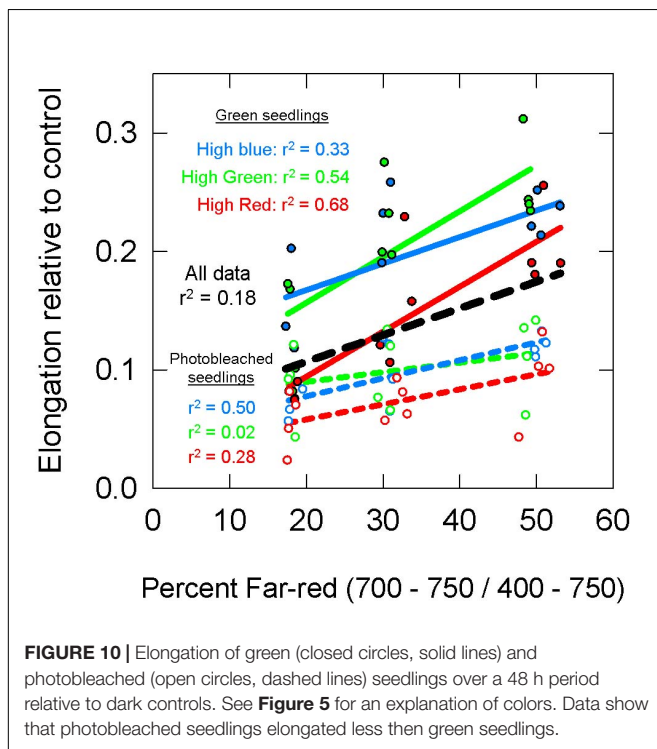 Elongation relative to control
0.3
0.2
0.1
0.0
Green seedlings
High blue: r² = 0.33
High Green: r² = 0.54
High Red: r² = 0.68
All data
r² = 0.18
Photobleached
seedlings
r² = 0.50
r² = 0.02
r² = 0.28
0 10 20 30 40 50 60
Percent Far-red (700 - 750 / 400 - 750)
FIGURE 10 | Elongation of green (closed circles, solid lines) and
photobleached (open circles, dashed lines) seedlings over a 48 h period
relative to dark controls. See Figure 5 for an explanation of colors. Data show
that photobleached seedlings elongated less then green seedlings.